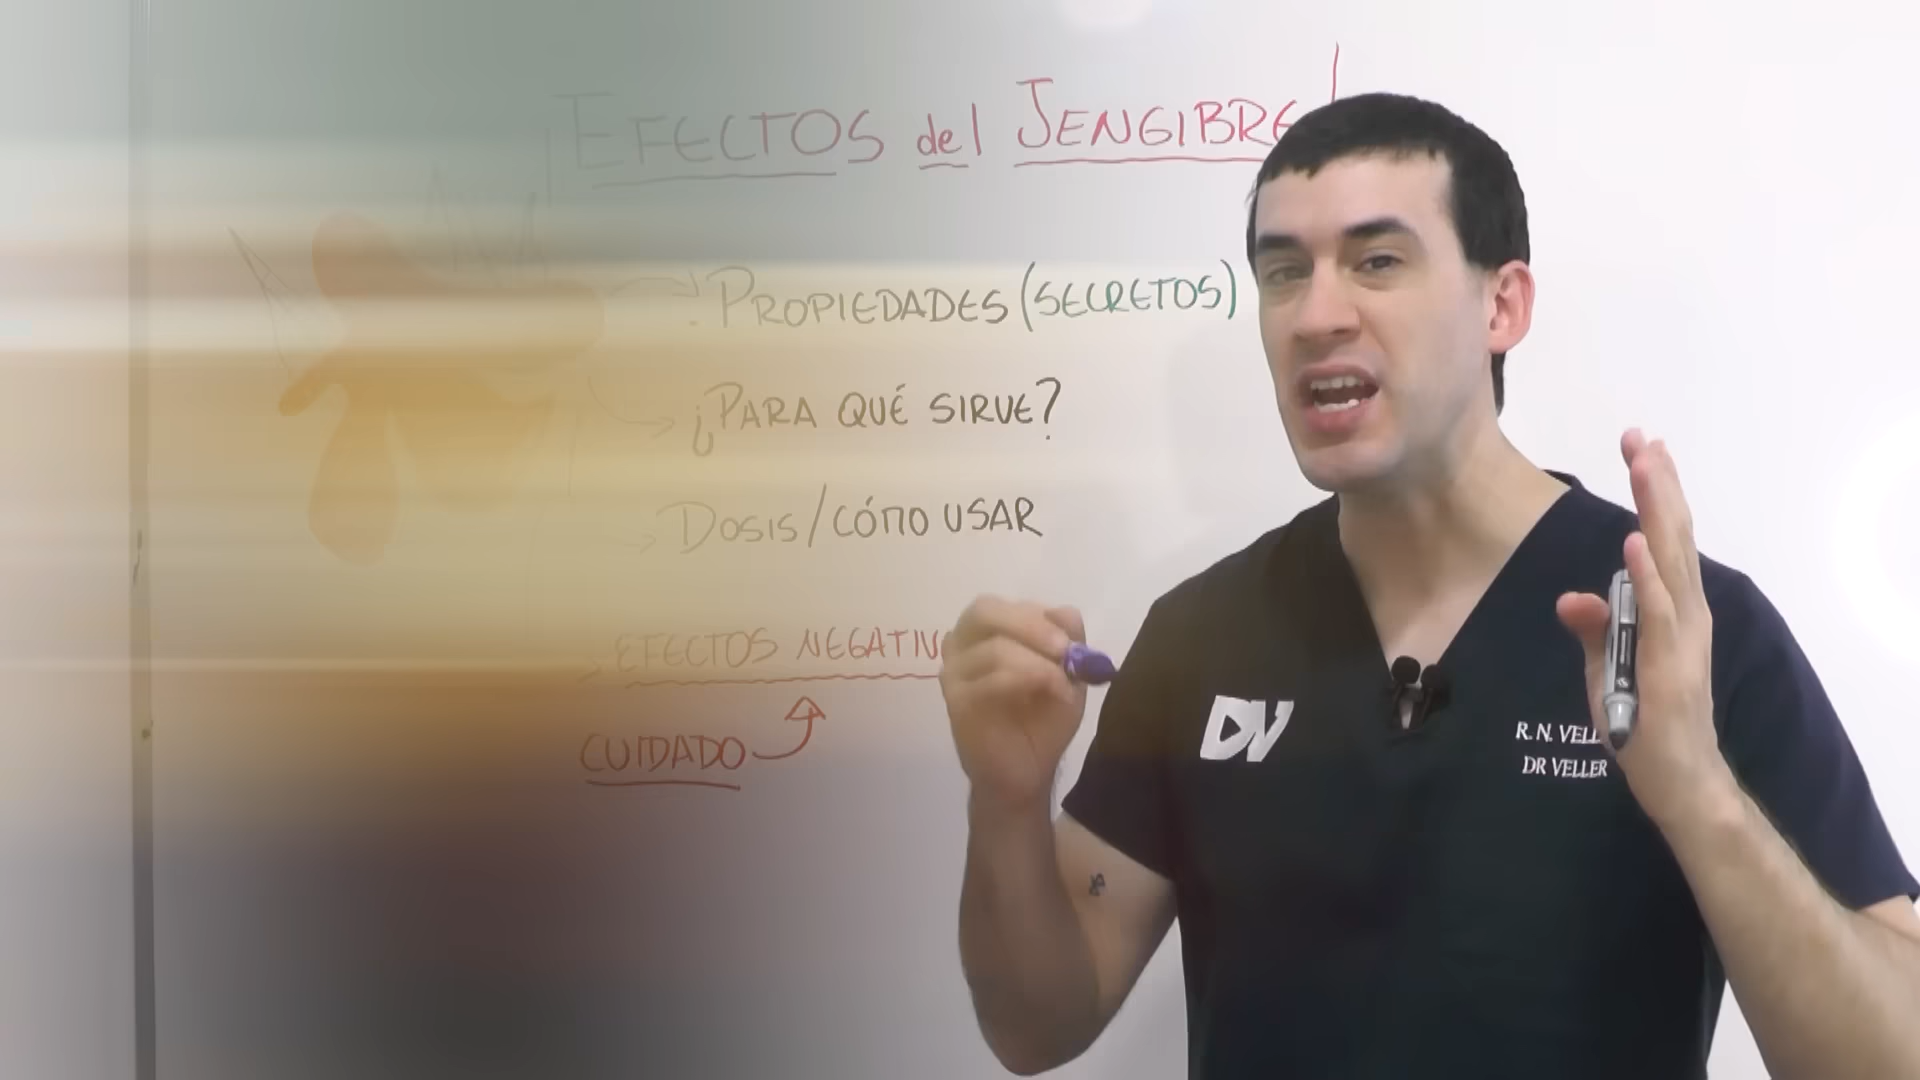 EFECTOS del JENGIBRE
PROPIEDADES (SECRETOS)
¿PARA QUÉ SIRVE?
DOSIS/CÓMO USAR
EFECTOS NEGATIV
CUIDADO
DV
R. N. VELL
DR VELLER